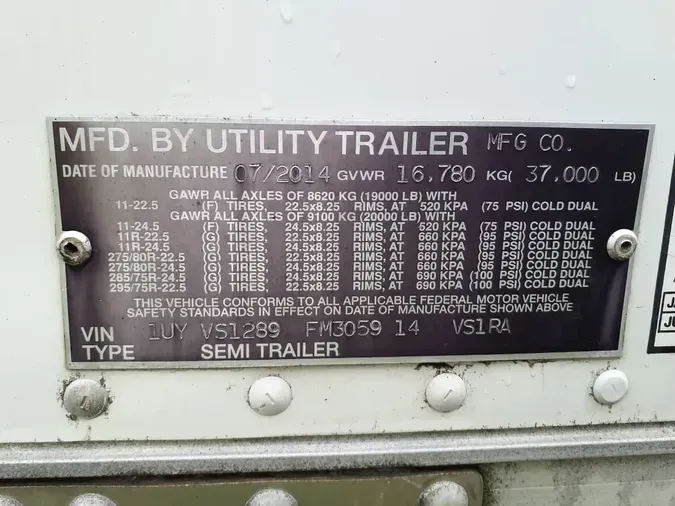 MFD. BY UTILITY TRAILER MFG CO.
DATE OF MANUFACTURE 07/2014 GVWR 16,780 KG( 37,000 LB)
GAWR ALL AXLES OF 8620 KG (19000 LB) WITH
11-22.5 (F) TIRES, 22.5x8.25 RIMS, AT 520 KPA (75 PSI) COLD DUAL
GAWR ALL AXLES OF 9100 KG (20000 LB) WITH
11-24.5 (F) TIRES, 24.5x8.25 RIMS, AT 520 KPA (75 PSI) COLD DUAL
11R-22.5 (G) TIRES, 22.5x8.25 RIMS, AT 660 KPA (95 PSI) COLD DUAL
11R-24.5 (G) TIRES, 24.5x8.25 RIMS, AT 660 KPA (95 PSI) COLD DUAL
275/80R-22.5 (G) TIRES, 22.5x8.25 RIMS, AT 660 KPA (95 PSI) COLD DUAL
275/80R-24.5 (G) TIRES, 24.5x8.25 RIMS, AT 660 KPA (95 PSI) COLD DUAL
285/75R-24.5 (G) TIRES, 24.5x8.25 RIMS, AT 690 KPA (100 PSI) COLD DUAL
295/75R-22.5 (G) TIRES, 22.5x8.25 RIMS, AT 690 KPA (100 PSI) COLD DUAL
THIS VEHICLE CONFORMS TO ALL APPLICABLE FEDERAL MOTOR VEHICLE
SAFETY STANDARDS IN EFFECT ON DATE OF MANUFACTURE SHOWN ABOVE
VIN 1UY VS1289 FM3059 14 VS1RA
TYPE SEMI TRAILER